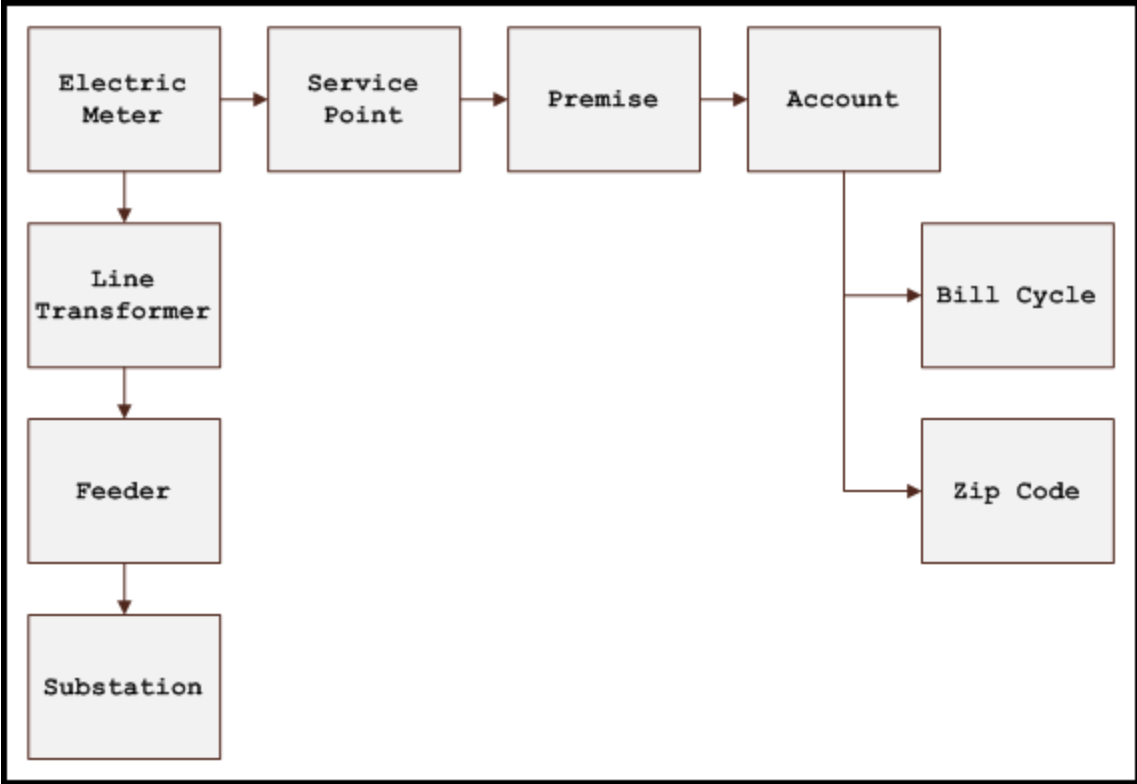 Electric
Meter
Service
Point
Premise
Account
Line
Transformer
Bill Cycle
Feeder
Zip Code
Substation